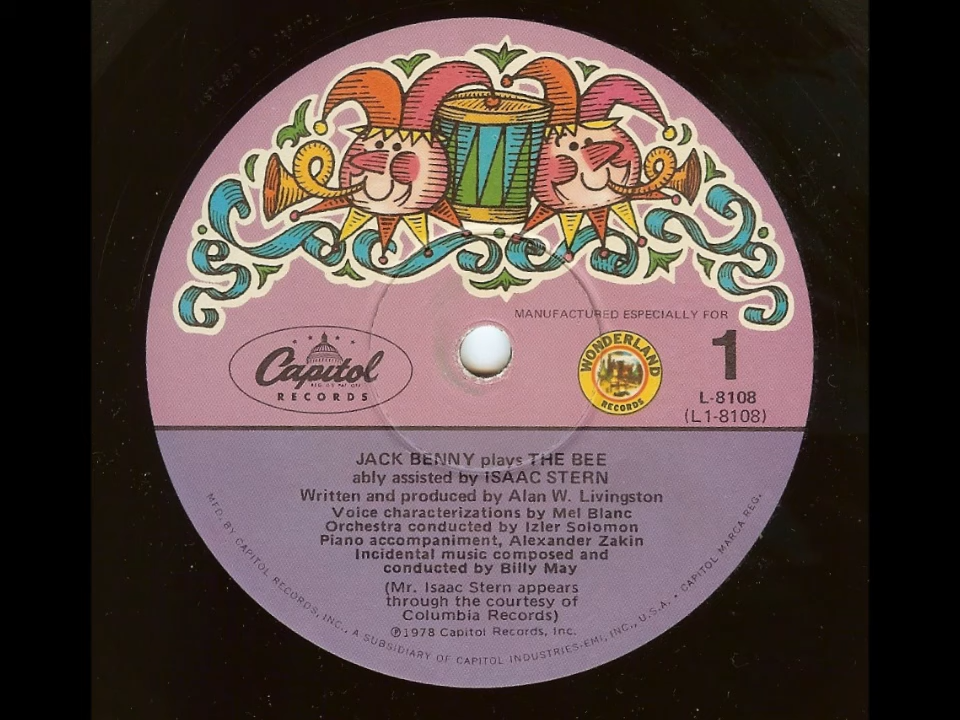 MANUFACTURED ESPECIALLY FOR
1
Capitol
RECORDS
WONDERLAND
RECORDS
L-8108
(L1-8108)
JACK BENNY plays THE BEE
ably assisted by iSAAC STERN
Written and produced by Alan W. Livingston
Voice characterizations by Mel Blanc
Orchestra conducted by Izler Solomon
Piano accompaniment, Alexander Zakin
Incidental music composed and
conducted by Billy May
(Mr. Isaac Stern appears
through the courtesy of
Columbia Records)
Ⓟ1978 Capitol Records, Inc.
MFD. BY CAPITOL RECORDS, INC., A SUBSIDIARY OF CAPITOL INDUSTRIES-EMI, INC., U.S.A. • CAPITOL MARCA REG.